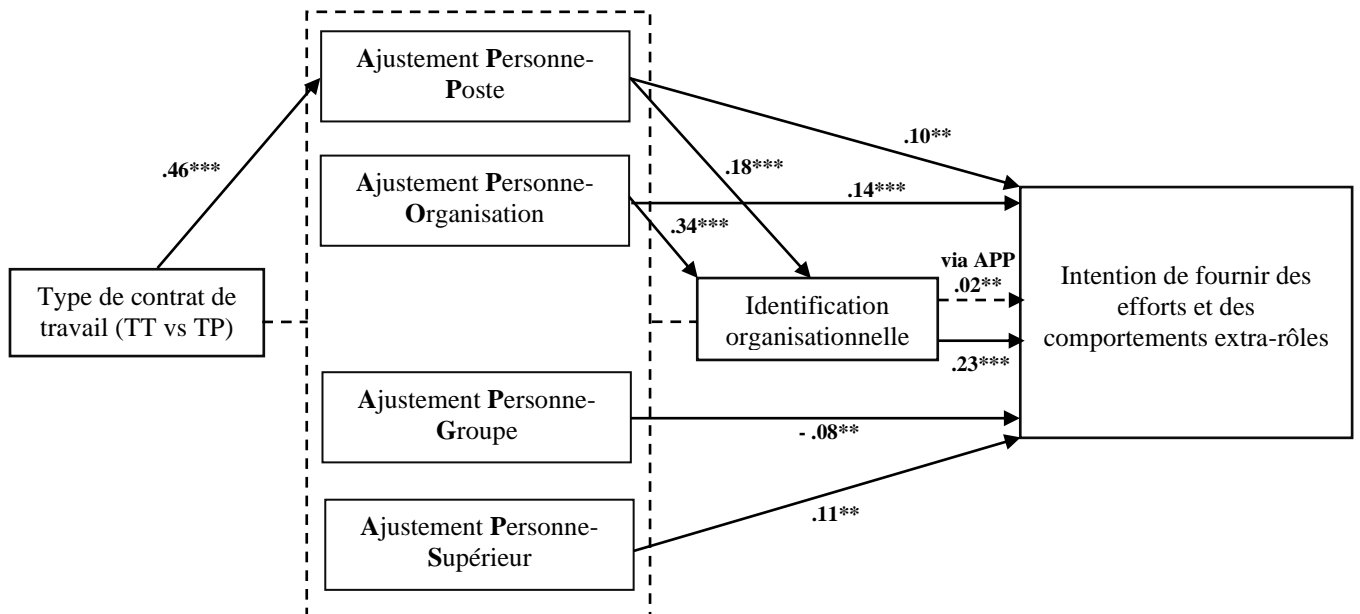 Ajustement Personne-
Poste
.10**
.46***
.18***
Ajustement Personne-
Organisation
.14***
.34***
via APP
.02**
Type de contrat de
travail (TT vs TP)
Identification
organisationnelle
Intention de fournir des
efforts et des
comportements extra-rôles
.23***
Ajustement Personne-
Groupe
- .08**
.11**
Ajustement Personne-
Supérieur